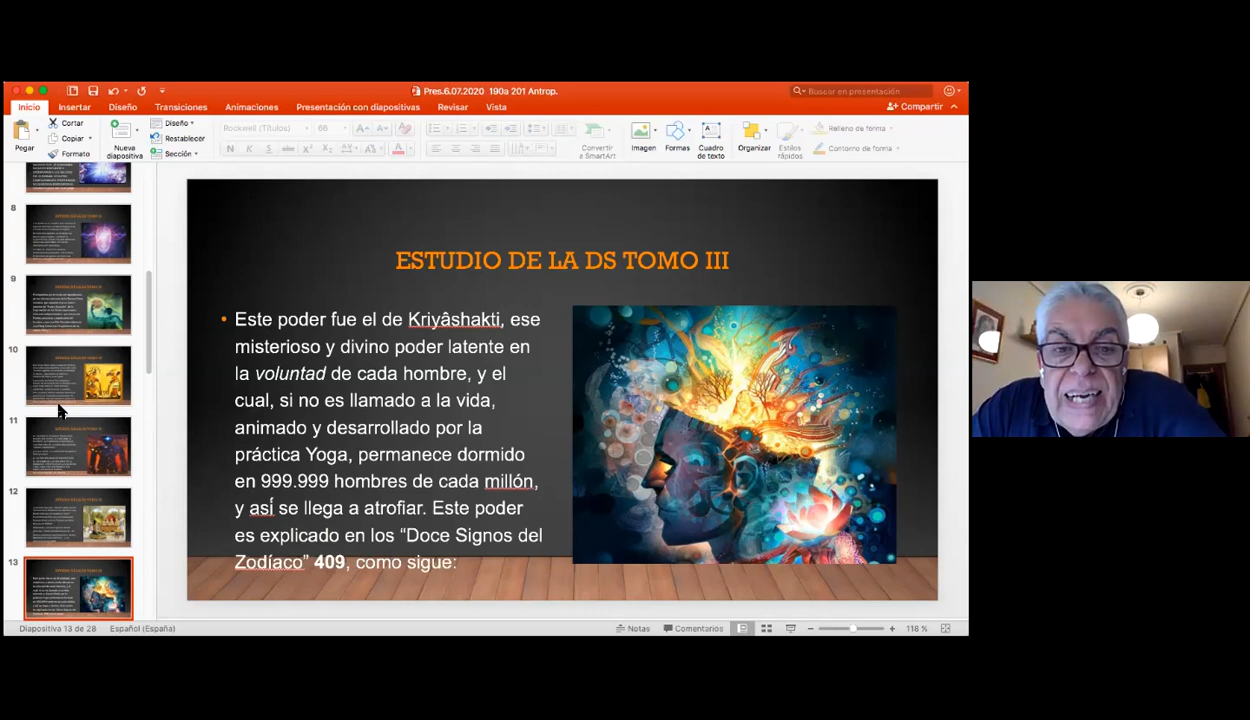 Pres.6.07.2020 190a 201 Antrop.
Buscar en presentación
Inicio Insertar Diseño Transiciones Animaciones Presentación con diapositivas Revisar Vista
Compartir
Pegar
Cortar
Copiar
Formato
Nueva diapositiva
Diseño
Restablecer
Sección
Rockwell (Títulos) 66
Convertir a SmartArt
Imagen
Formas
Cuadro de texto
Organizar
Estilos rápidos
Relleno de forma
Contorno de forma
8
9
10
11
12
13
ESTUDIO DE LA DS TOMO III
• Este poder fue el de Kriyâshakti, ese
misterioso y divino poder latente en
la voluntad de cada hombre, y el
cual, si no es llamado a la vida,
animado y desarrollado por la
práctica Yoga, permanece dormido
en 999.999 hombres de cada millón,
y así se llega a atrofiar. Este poder
es explicado en los “Doce Signos del
Zodíaco” 409, como sigue:
Diapositiva 13 de 28 Español (España)
Notas Comentarios 118 %